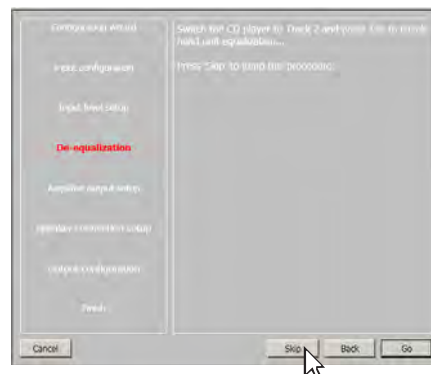 Configuration Wizard
Input configuration
Input level setup
De-equalization
Amplifier output setup
Speaker connection setup
Output configuration
Finish
Switch the CD player to Track 2 and press Go to
head unit equalization...
Press 'Skip' to jump this procedure.
Cancel
Skip
Back
Go